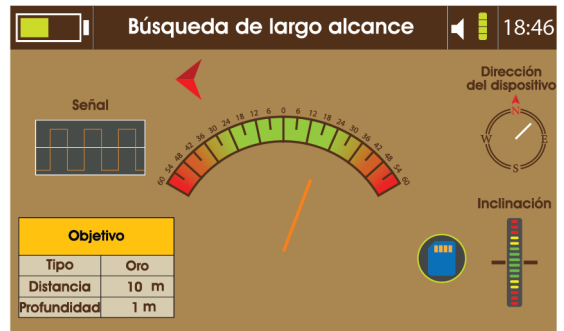 Búsqueda de largo alcance
18:46
Dirección
del dispositivo
N
W
E
S
Señal
60 54 48 42 36 30 24 18 12 6 0 6 12 18 24 30 36 42 48 54 60
Inclinación
Objetivo
Tipo Oro
Distancia 10 m
Profundidad 1 m